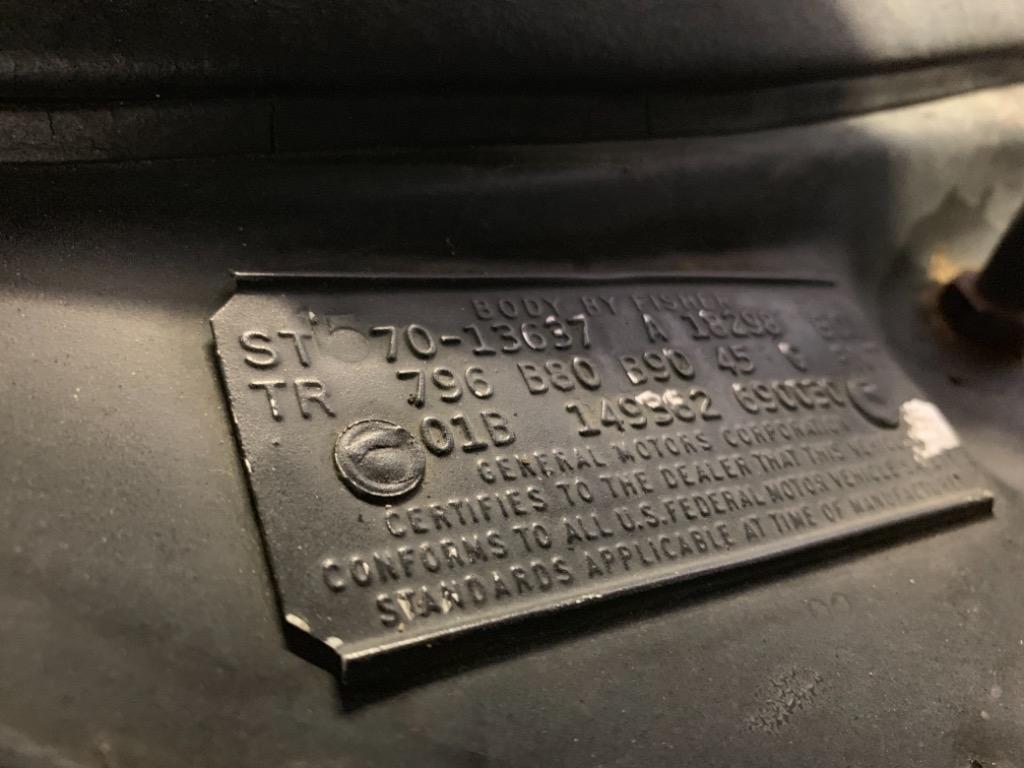 BODY BY FISHER
ST 70-13637 A 18298
TR 796 B80 B90 45
01B 149362 690030
GENERAL MOTORS CORPORATION
CERTIFIES TO THE DEALER THAT THIS VEHICLE
CONFORMS TO ALL U.S. FEDERAL MOTOR VEHICLE
STANDARDS APPLICABLE AT TIME OF MANUFACTURE